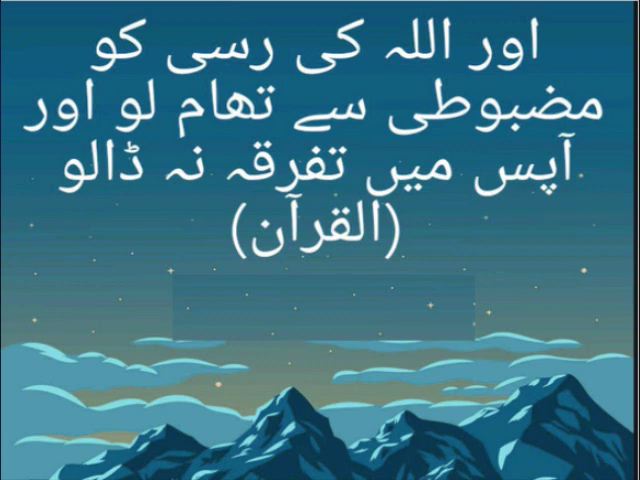 اور اللہ کی رسی کو
مضبوطی سے تھام لو اور
آپس میں تفرقہ نہ ڈالو
(القرآن)